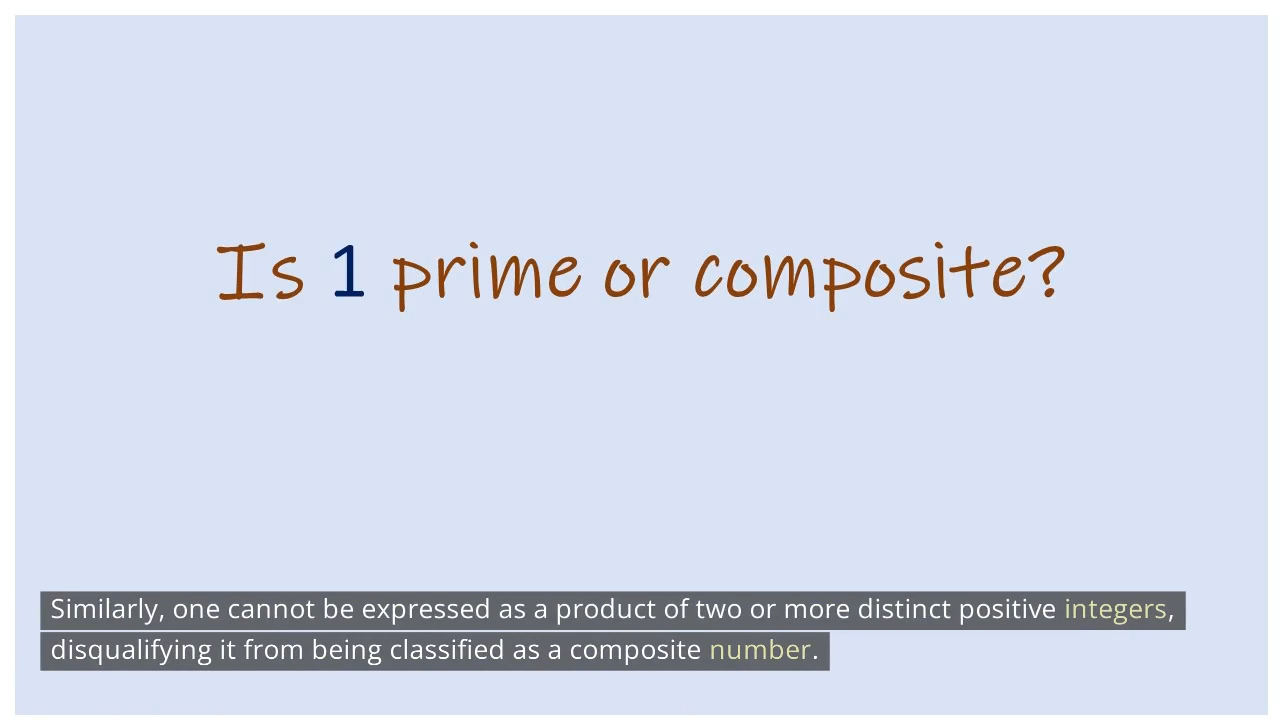 Is 1 prime or composite?
Similarly, one cannot be expressed as a product of two or more distinct positive integers,
disqualifying it from being classified as a composite number.